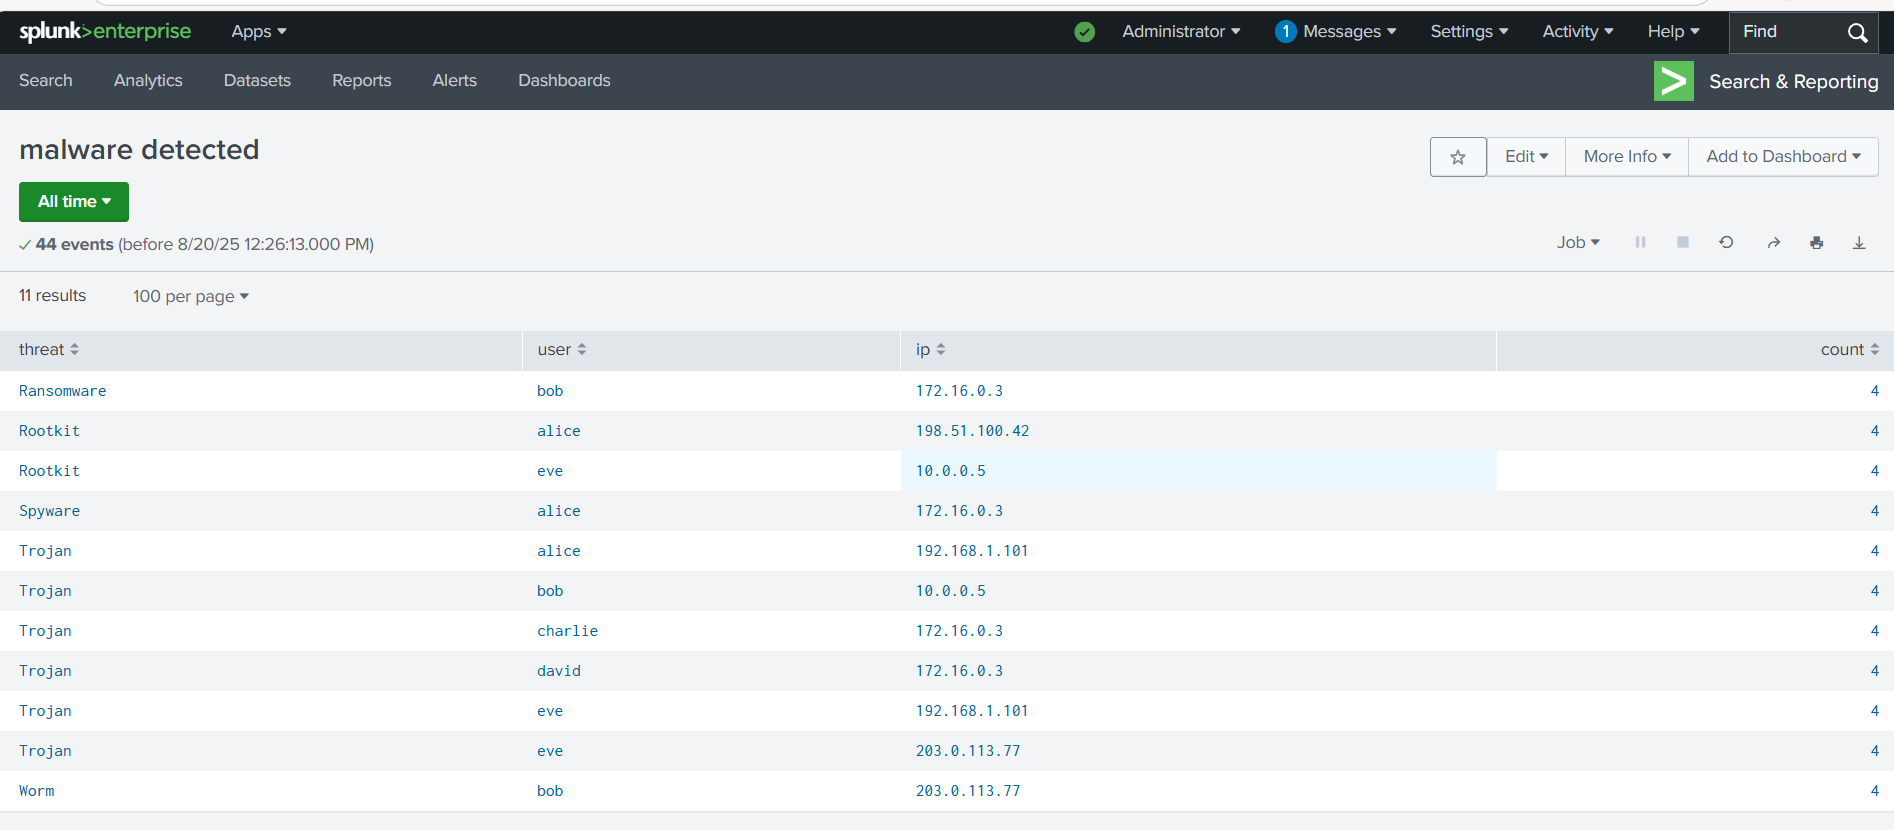 splunk>enterprise Apps Administrator 1 Messages Settings Activity Help Find
Search Analytics Datasets Reports Alerts Dashboards > Search & Reporting
malware detected
Edit More Info Add to Dashboard
All time
44 events (before 8/20/25 12:26:13.000 PM)
Job
11 results 100 per page
threat user ip count
Ransomware bob 172.16.0.3 4
Rootkit alice 198.51.100.42 4
Rootkit eve 10.0.0.5 4
Spyware alice 172.16.0.3 4
Trojan alice 192.168.1.101 4
Trojan bob 10.0.0.5 4
Trojan charlie 172.16.0.3 4
Trojan david 172.16.0.3 4
Trojan eve 192.168.1.101 4
Trojan eve 203.0.113.77 4
Worm bob 203.0.113.77 4